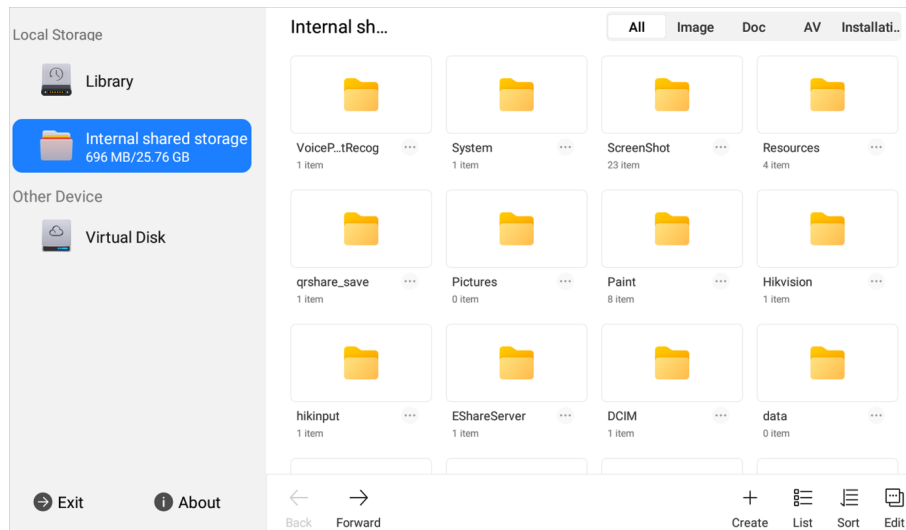 Local Storage
Library
Internal shared storage
696 MB/25.76 GB
Other Device
Virtual Disk
Exit
About
Internal sh...
All Image Doc AV Installati..
VoiceP...tRecog
1 item
System
1 item
ScreenShot
23 item
Resources
4 item
qrshare_save
1 item
Pictures
0 item
Paint
8 item
Hikvision
1 item
hikinput
1 item
EShareServer
1 item
DCIM
1 item
data
0 item
Back Forward Create List Sort Edit